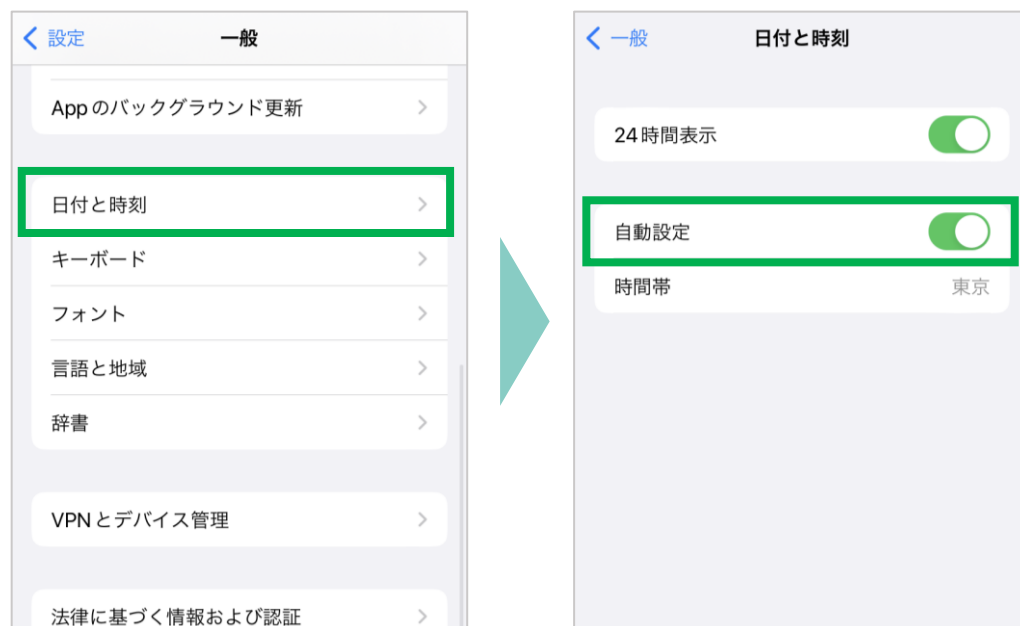 設定
一般
Appのバックグラウンド更新
日付と時刻
キーボード
フォント
言語と地域
辞書
VPNとデバイス管理
法律に基づく情報および認証
一般
日付と時刻
24時間表示
自動設定
時間帯
東京